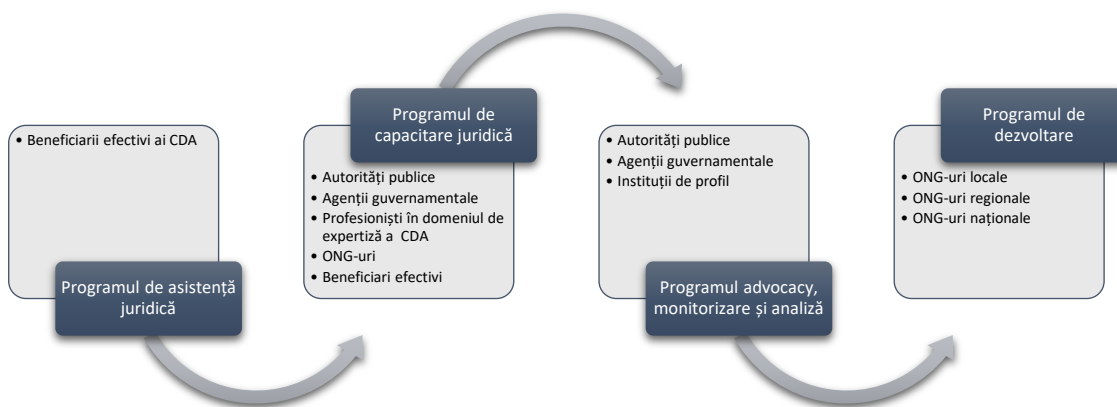 • Beneficiarii efectivi ai CDA
Programul de asistență
juridică
Programul de
capacitare juridică
• Autorități publice
• Agenții guvernamentale
• Profesioniști în domeniul de
expertiză a CDA
• ONG-uri
• Beneficiari efectivi
• Autorități publice
• Agenții guvernamentale
• Instituții de profil
Programul advocacy,
monitorizare și analiză
Programul
de dezvoltare
• ONG-uri locale
• ONG-uri regionale
• ONG-uri naționale